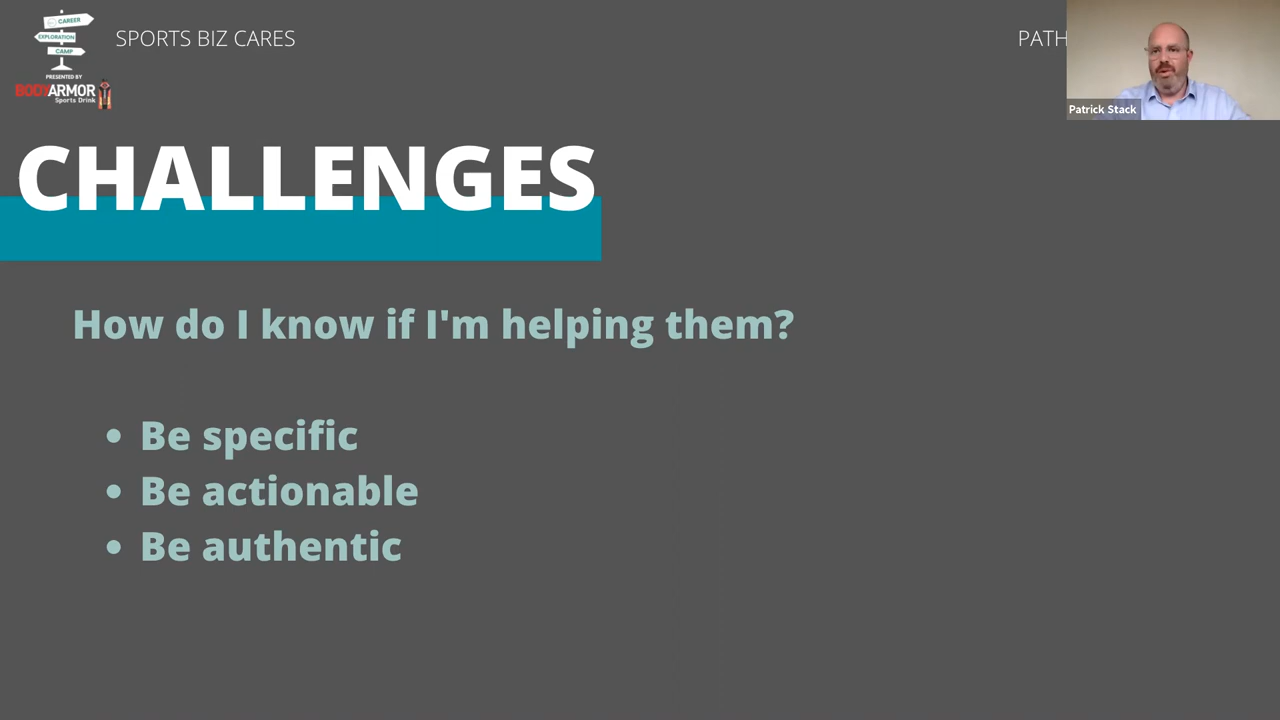 CAREER
EXPLORATION
CAMP
PRESENTED BY
BODYARMOR
Sports Drink
SPORTS BIZ CARES
PATH
Patrick Stack
CHALLENGES
How do I know if I'm helping them?
• Be specific
• Be actionable
• Be authentic